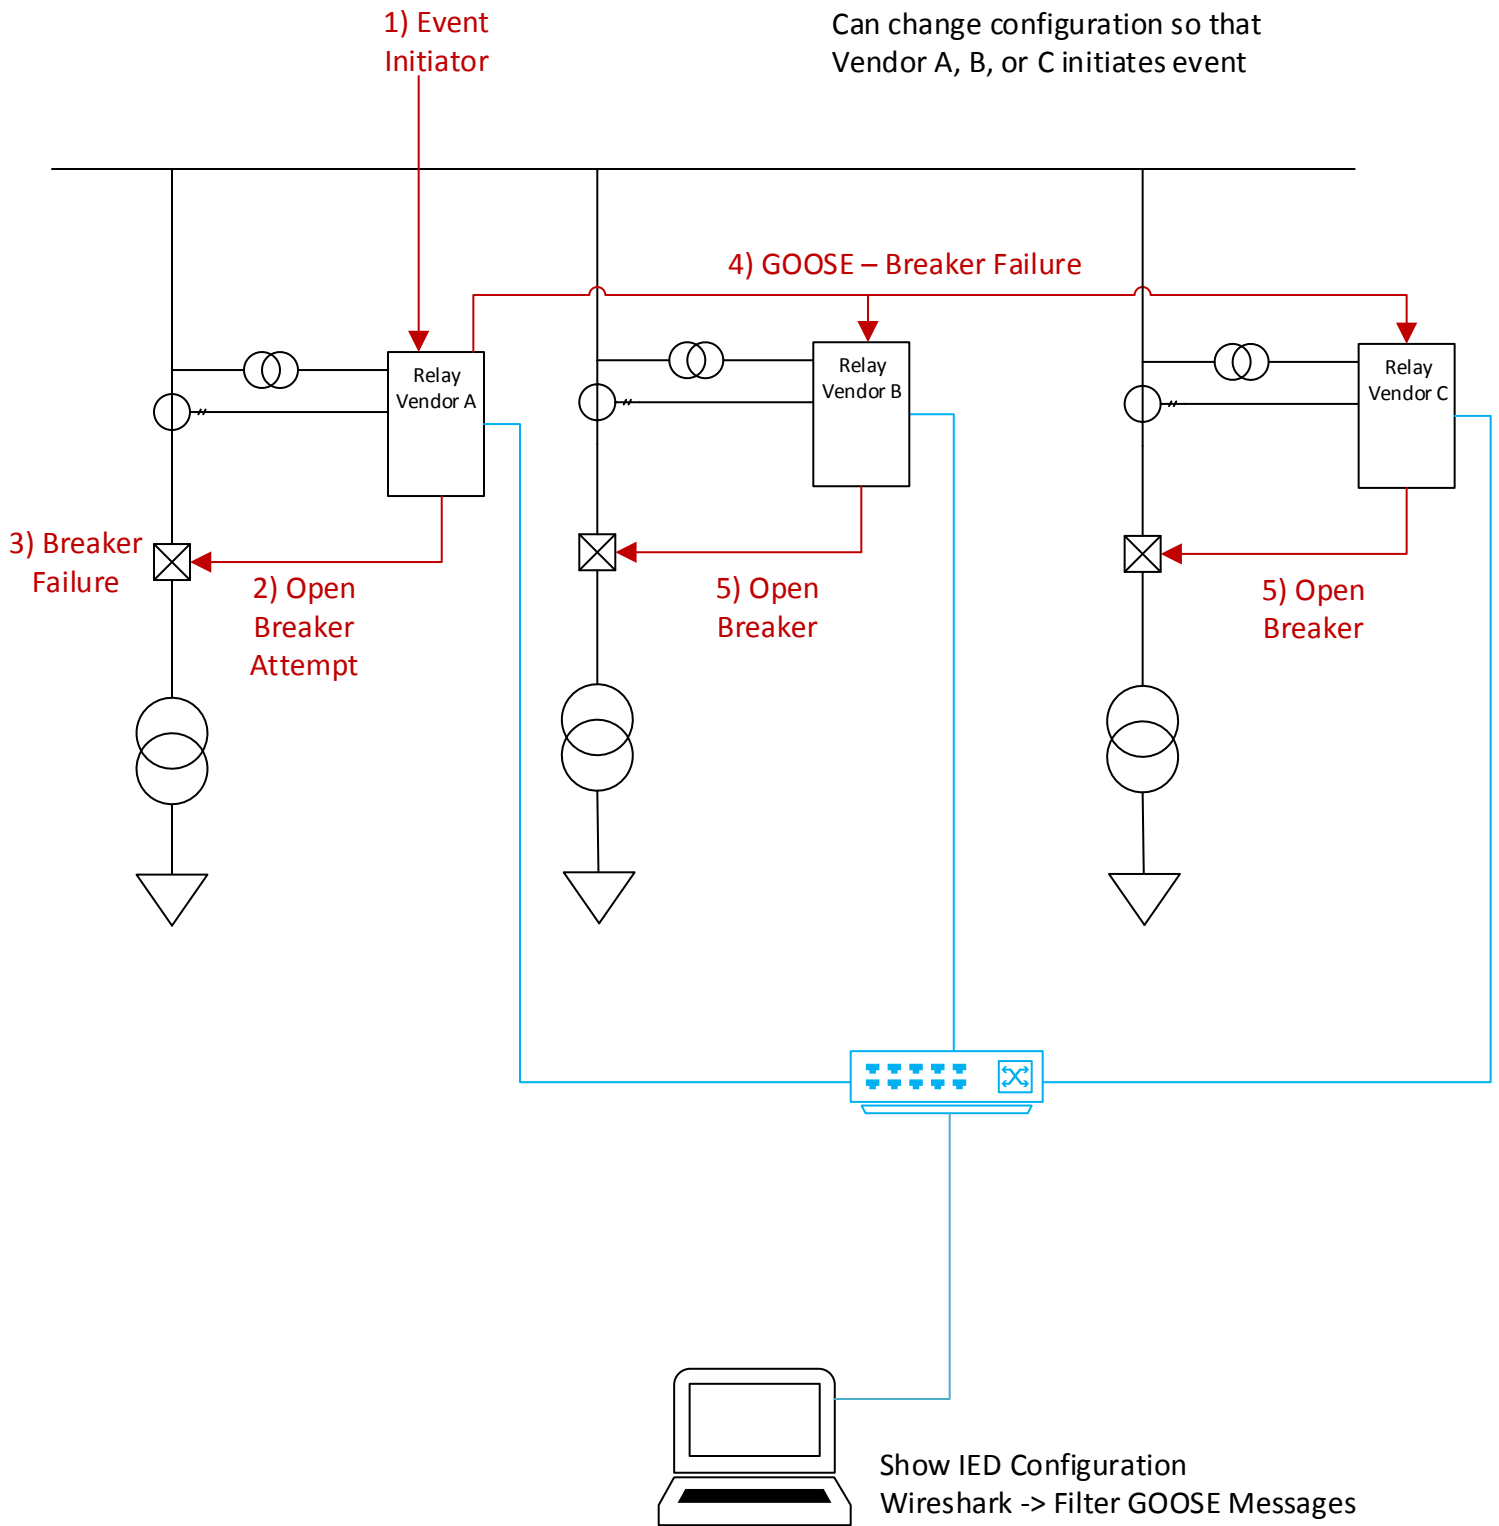 1) Event
Initiator
Can change configuration so that
Vendor A, B, or C initiates event
4) GOOSE – Breaker Failure
Relay
Vendor A
Relay
Vendor B
Relay
Vendor C
3) Breaker
Failure
2) Open
Breaker
Attempt
5) Open
Breaker
5) Open
Breaker
Show IED Configuration
Wireshark -> Filter GOOSE Messages